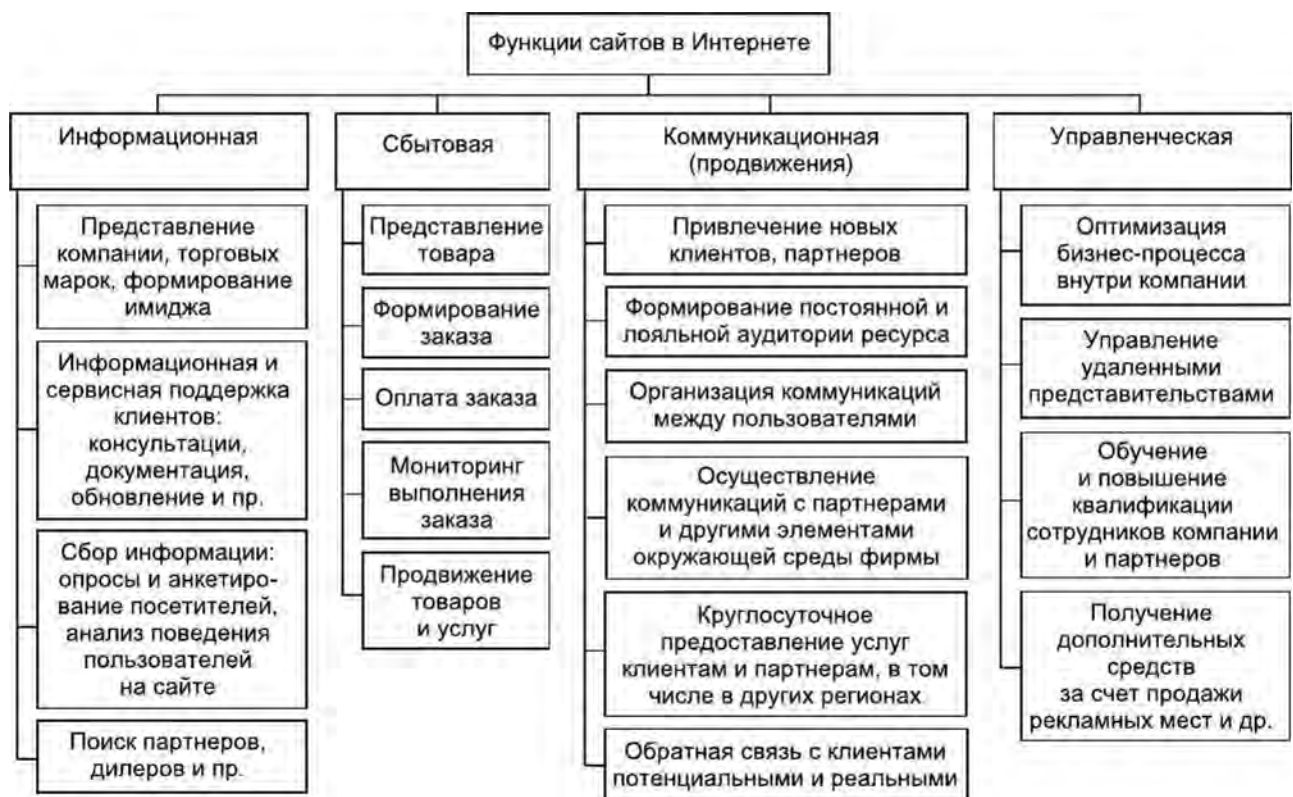 Функции сайтов в Интернете
Информационная
Представление
компании, торговых
марок, формирование
имиджа
Информационная и
сервисная поддержка
клиентов:
консультации,
документация,
обновление и пр.
Сбор информации:
опросы и анкетиро-
вание посетителей,
анализ поведения
пользователей
на сайте
Поиск партнеров,
дилеров и пр.
Сбытовая
Представление
товара
Формирование
заказа
Оплата заказа
Мониторинг
выполнения
заказа
Продвижение
товаров
и услуг
Коммуникационная
(продвижения)
Привлечение новых
клиентов, партнеров
Формирование постоянной и
лояльной аудитории ресурса
Организация коммуникаций
между пользователями
Осуществление
коммуникаций с партнерами
и другими элементами
окружающей среды фирмы
Круглосуточное
предоставление услуг
клиентам и партнерам, в том
числе в других регионах
Обратная связь с клиентами
потенциальными и реальными
Управленческая
Оптимизация
бизнес-процесса
внутри компании
Управление
удаленными
представительствами
Обучение
и повышение
квалификации
сотрудников компании
и партнеров
Получение
дополнительных
средств
за счет продажи
рекламных мест и др.